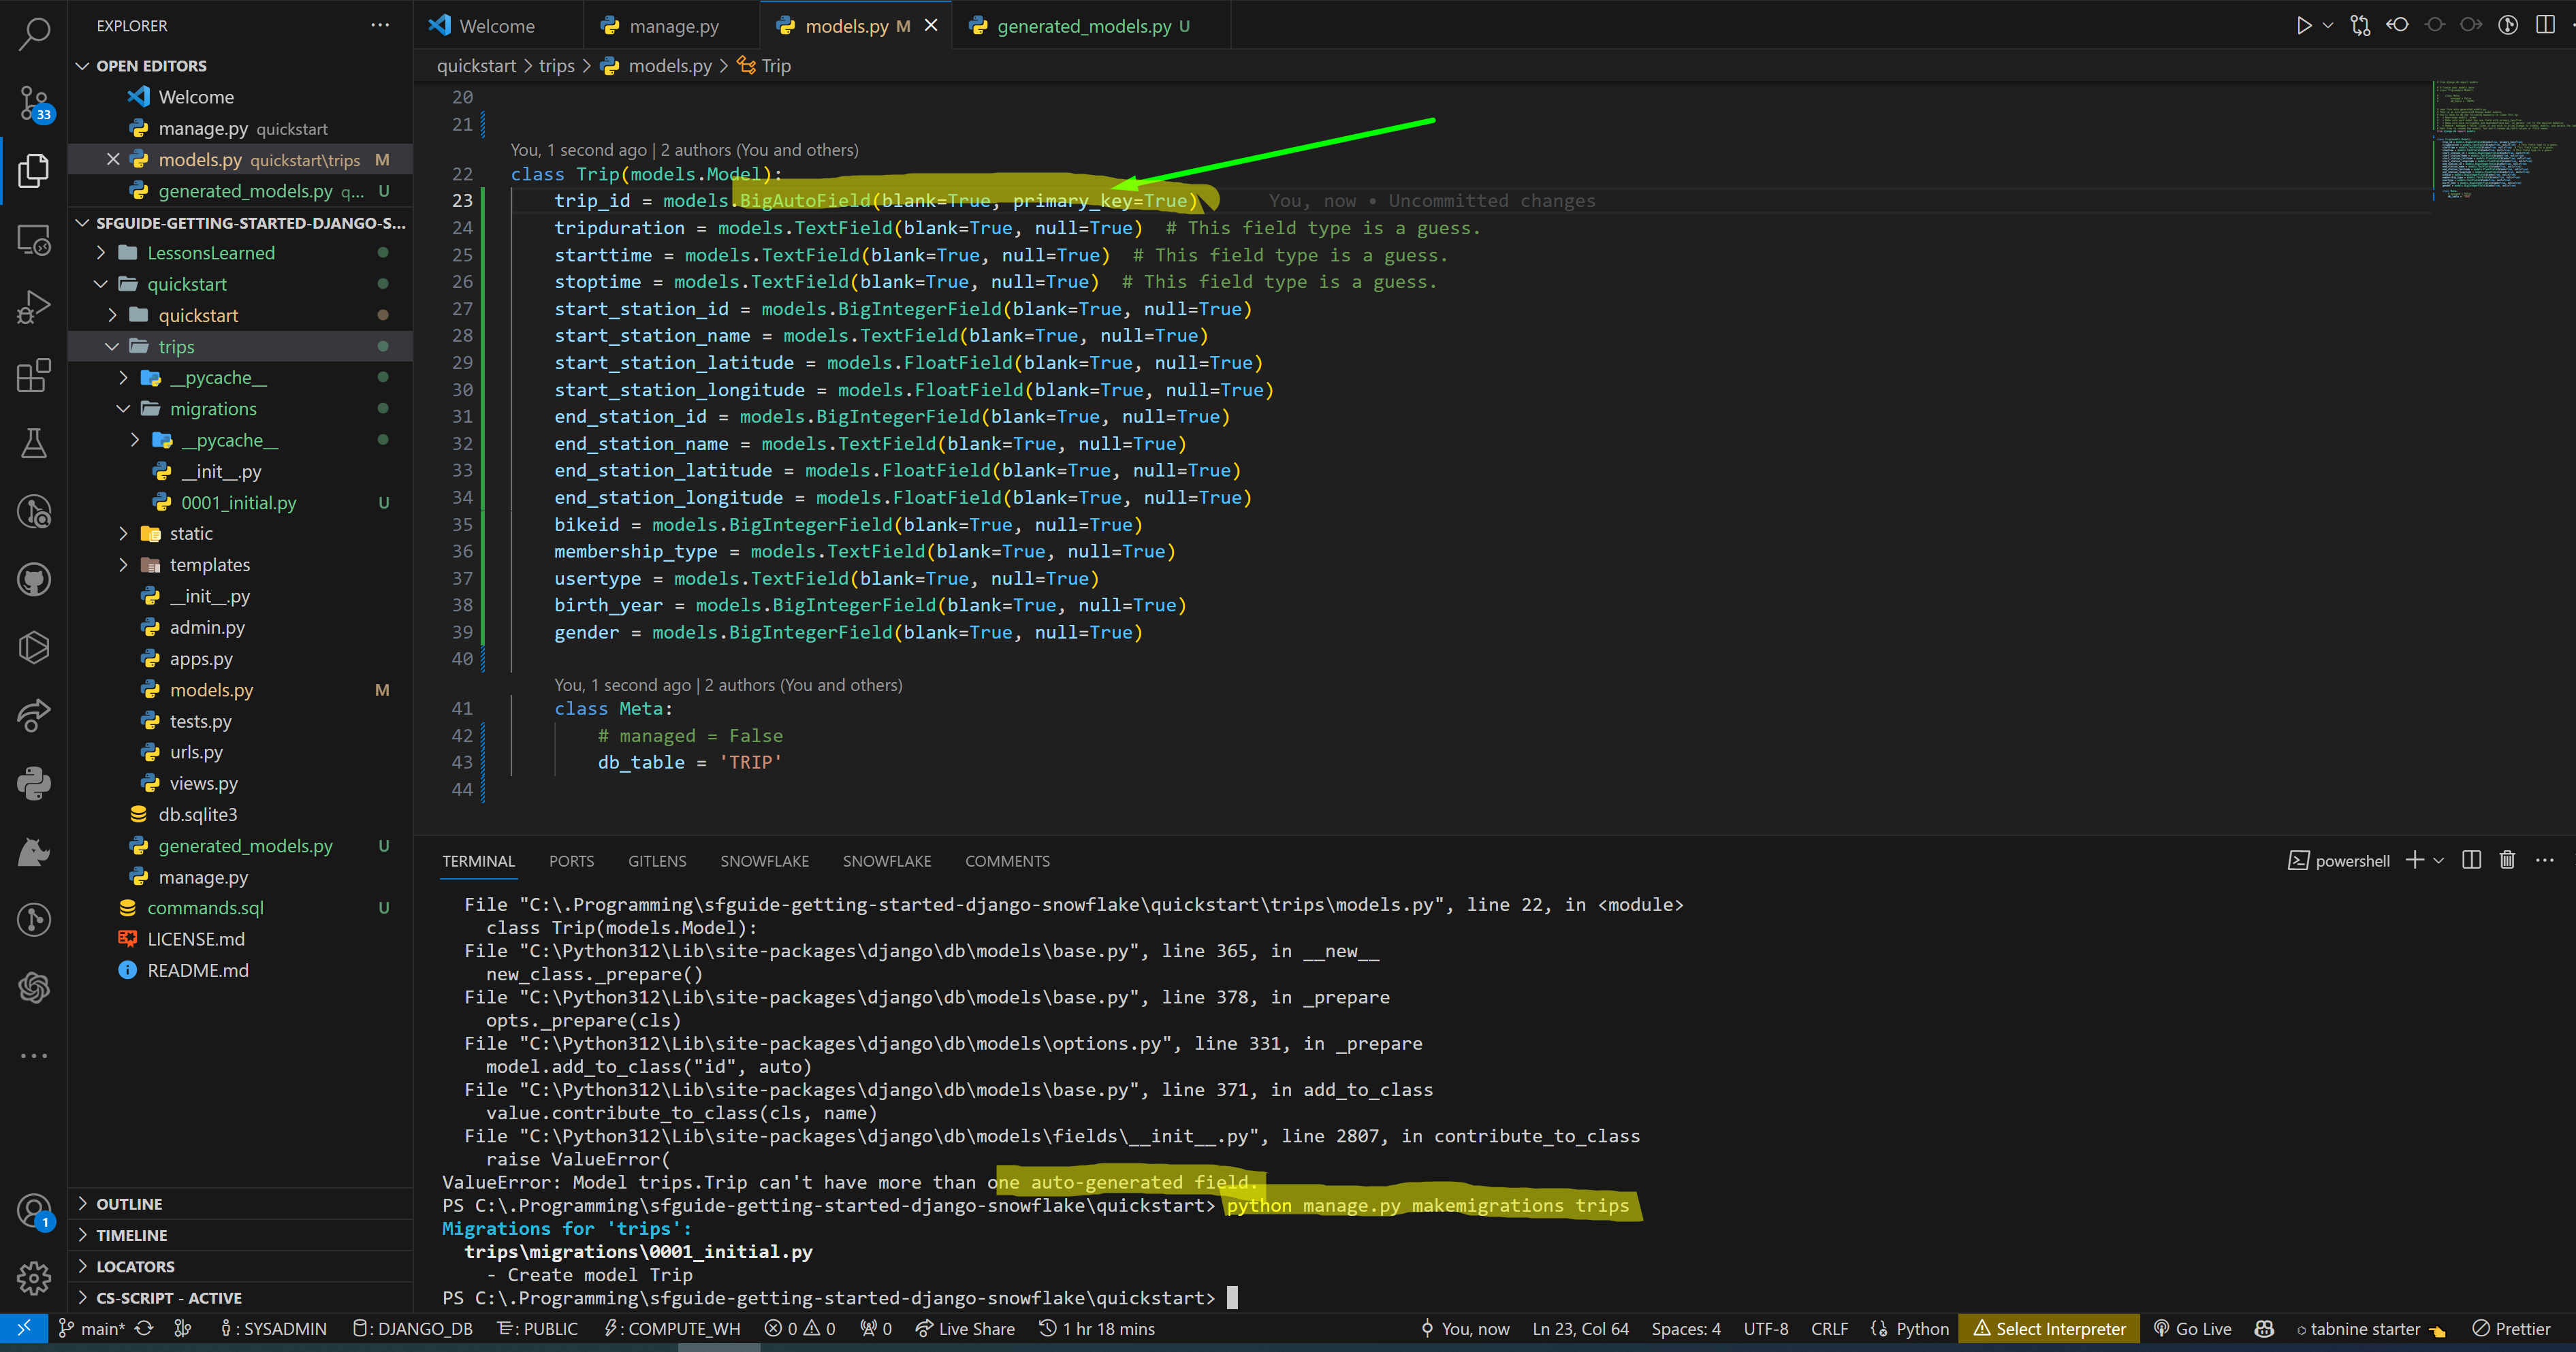 EXPLORER
OPEN EDITORS
Welcome
manage.py quickstart
models.py quickstart\trips M
generated_models.py q... U
SFGUIDE-GETTING-STARTED-DJANGO-S...
LessonsLearned
quickstart
quickstart
trips
__pycache__
migrations
__pycache__
__init__.py
0001_initial.py U
static
templates
__init__.py
admin.py
apps.py
models.py M
tests.py
urls.py
views.py
db.sqlite3
generated_models.py U
manage.py
commands.sql U
LICENSE.md
README.md
OUTLINE
TIMELINE
LOCATORS
CS-SCRIPT - ACTIVE
33
1
Welcome manage.py models.py M generated_models.py U
quickstart > trips > models.py > Trip
20
21
You, 1 second ago | 2 authors (You and others)
22 class Trip(models.Model):
23 trip_id = models.BigAutoField(blank=True, primary_key=True) You, now • Uncommitted changes
24 tripduration = models.TextField(blank=True, null=True) # This field type is a guess.
25 starttime = models.TextField(blank=True, null=True) # This field type is a guess.
26 stoptime = models.TextField(blank=True, null=True) # This field type is a guess.
27 start_station_id = models.BigIntegerField(blank=True, null=True)
28 start_station_name = models.TextField(blank=True, null=True)
29 start_station_latitude = models.FloatField(blank=True, null=True)
30 start_station_longitude = models.FloatField(blank=True, null=True)
31 end_station_id = models.BigIntegerField(blank=True, null=True)
32 end_station_name = models.TextField(blank=True, null=True)
33 end_station_latitude = models.FloatField(blank=True, null=True)
34 end_station_longitude = models.FloatField(blank=True, null=True)
35 bikeid = models.BigIntegerField(blank=True, null=True)
36 membership_type = models.TextField(blank=True, null=True)
37 usertype = models.TextField(blank=True, null=True)
38 birth_year = models.BigIntegerField(blank=True, null=True)
39 gender = models.BigIntegerField(blank=True, null=True)
40
You, 1 second ago | 2 authors (You and others)
41 class Meta:
42 # managed = False
43 db_table = 'TRIP'
44
TERMINAL PORTS GITLENS SNOWFLAKE SNOWFLAKE COMMENTS powershell
File "C:\.Programming\sfguide-getting-started-django-snowflake\quickstart\trips\models.py", line 22, in <module>
class Trip(models.Model):
File "C:\Python312\Lib\site-packages\django\db\models\base.py", line 365, in __new__
new_class._prepare()
File "C:\Python312\Lib\site-packages\django\db\models\base.py", line 378, in _prepare
opts._prepare(cls)
File "C:\Python312\Lib\site-packages\django\db\models\options.py", line 331, in _prepare
model.add_to_class("id", auto)
File "C:\Python312\Lib\site-packages\django\db\models\base.py", line 371, in add_to_class
value.contribute_to_class(cls, name)
File "C:\Python312\Lib\site-packages\django\db\models\fields\__init__.py", line 2807, in contribute_to_class
raise ValueError(
ValueError: Model trips.Trip can't have more than one auto-generated field.
PS C:\.Programming\sfguide-getting-started-django-snowflake\quickstart> python manage.py makemigrations trips
Migrations for 'trips':
trips\migrations\0001_initial.py
- Create model Trip
PS C:\.Programming\sfguide-getting-started-django-snowflake\quickstart>
main* : SYSADMIN : DJANGO_DB : PUBLIC : COMPUTE_WH 0 0 0 Live Share 1 hr 18 mins You, now Ln 23, Col 64 Spaces: 4 UTF-8 CRLF Python Select Interpreter Go Live tabnine starter Prettier